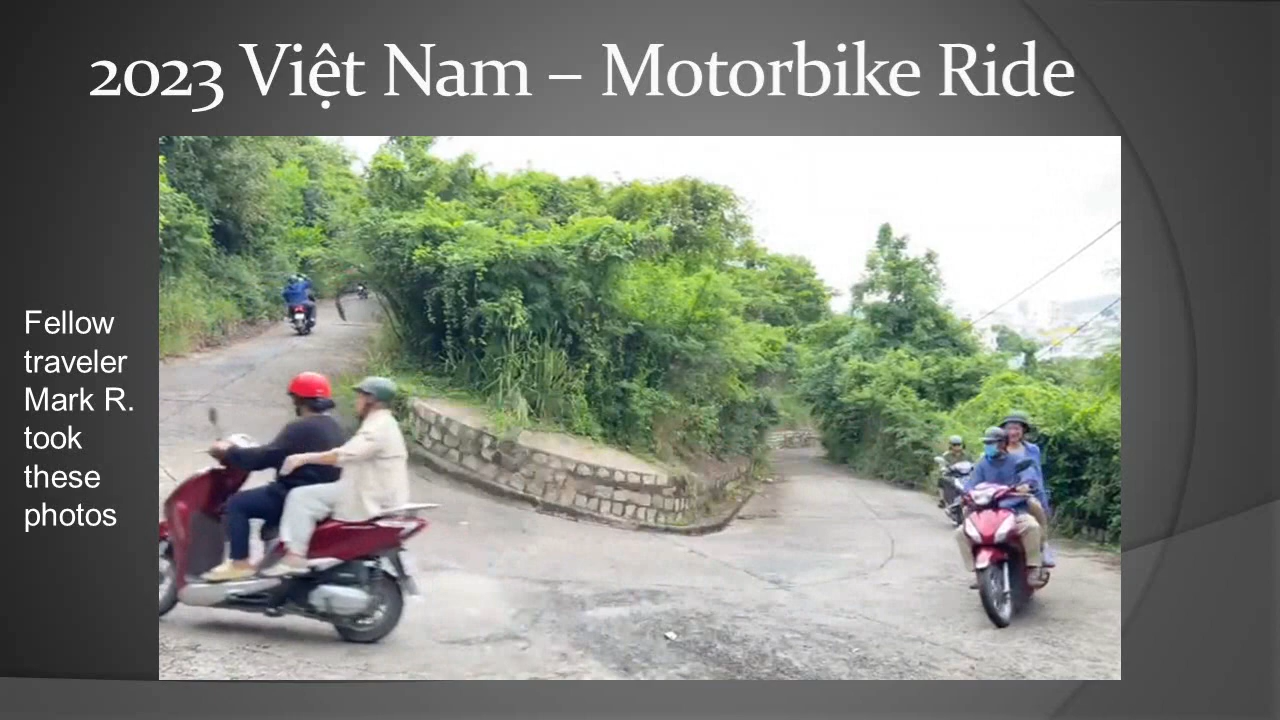 2023 Việt Nam – Motorbike Ride
Fellow
traveler
Mark R.
took
these
photos